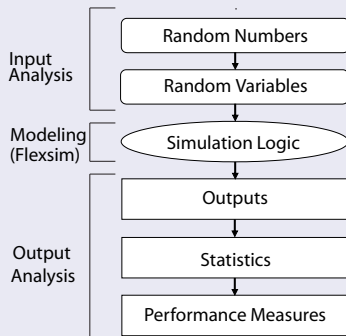 Random Numbers
Input
Analysis
Random Variables
Modeling
(Flexsim)
Simulation Logic
Outputs
Output
Analysis
Statistics
Performance Measures